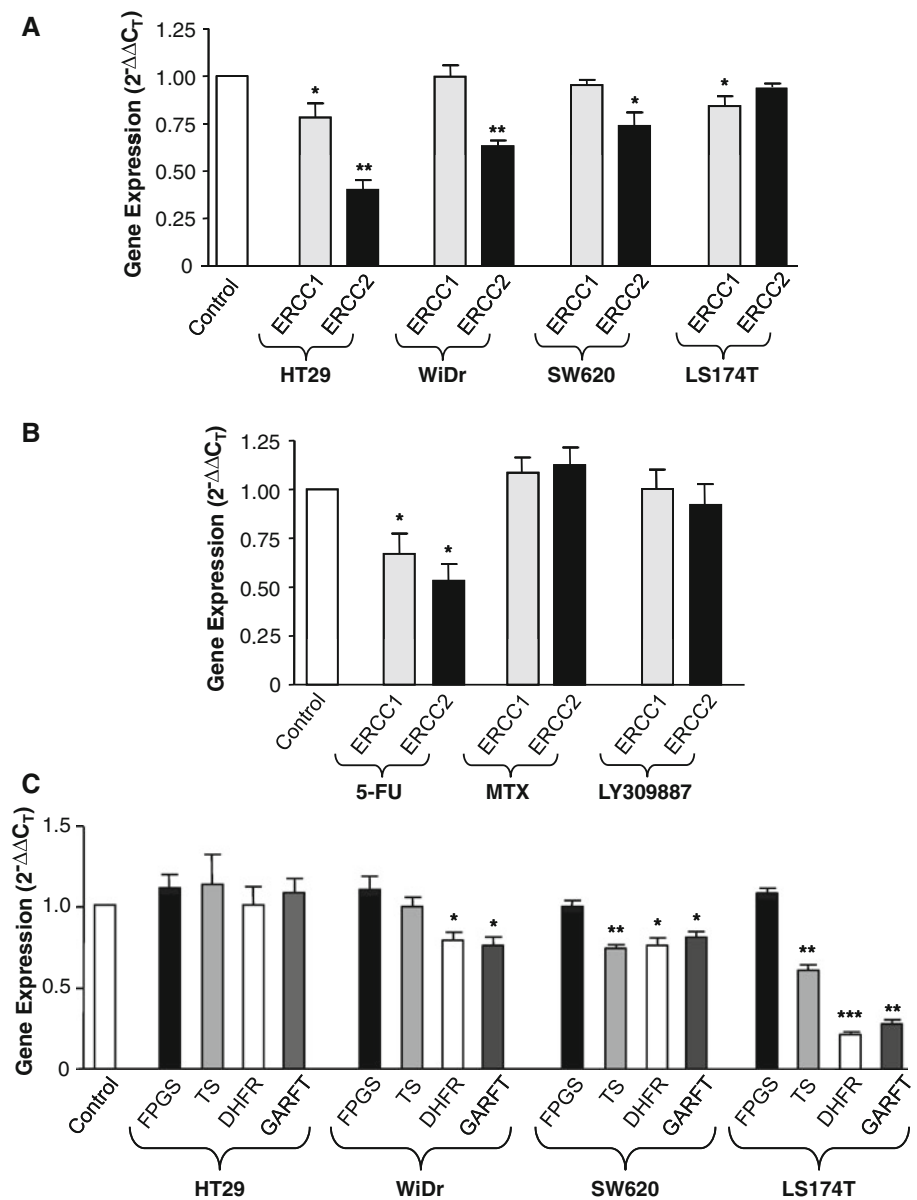 A
Gene Expression (2-ΔΔCT)
1.25
1.00
0.75
0.50
0.25
0
*
**
**
*
*
Control
ERCC1
ERCC2
ERCC1
ERCC2
ERCC1
ERCC2
ERCC1
ERCC2
HT29
WiDr
SW620
LS174T
B
Gene Expression (2-ΔΔCT)
1.25
1.00
0.75
0.50
0.25
0
*
*
Control
ERCC1
ERCC2
ERCC1
ERCC2
ERCC1
ERCC2
5-FU
MTX
LY309887
C
Gene Expression (2-ΔΔCT)
1.5
1.0
0.5
0
*
*
**
*
*
**
***
**
Control
FPGS
TS
DHFR
GARFT
FPGS
TS
DHFR
GARFT
FPGS
TS
DHFR
GARFT
FPGS
TS
DHFR
GARFT
HT29
WiDr
SW620
LS174T